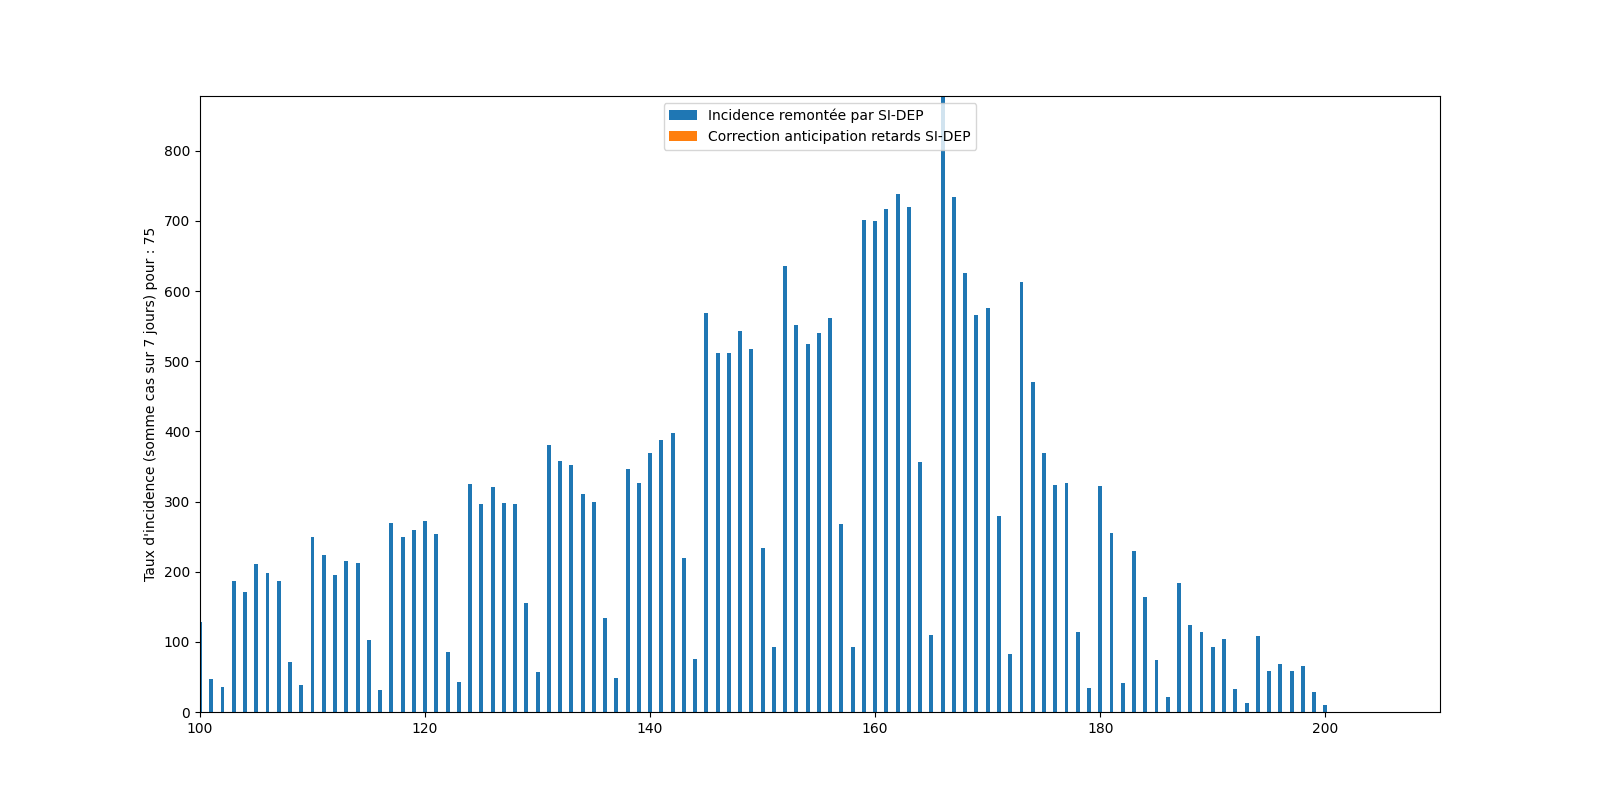 Incidence remontée par SI-DEP
Correction anticipation retards SI-DEP
Taux d'incidence (somme cas sur 7 jours) pour : 75
800
700
600
500
400
300
200
100
0
100 120 140 160 180 200